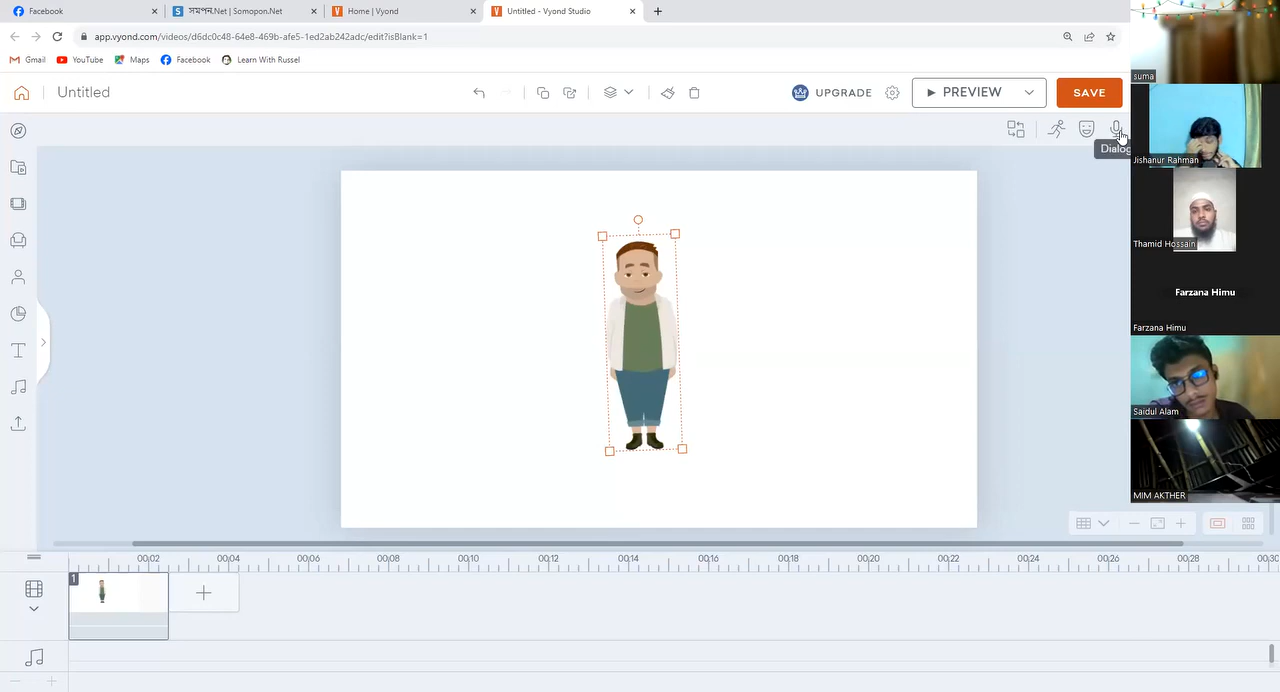 Facebook
সমপন.Net | Somopon.Net
Home | Vyond
Untitled - Vyond Studio
app.vyond.com/videos/d6dc0c48-64e8-469b-afe5-1ed2ab242adc/edit?isBlank=1
Gmail
YouTube
Maps
Facebook
Learn With Russel
Untitled
UPGRADE
PREVIEW
SAVE
Dialog
suma
Jishanur Rahman
Thamid Hossain
Farzana Himu
Farzana Himu
Saidul Alam
MIM AKTHER
00:02 00:04 00:06 00:08 00:10 00:12 00:14 00:16 00:18 00:20 00:22 00:24 00:26 00:28 00:30
1